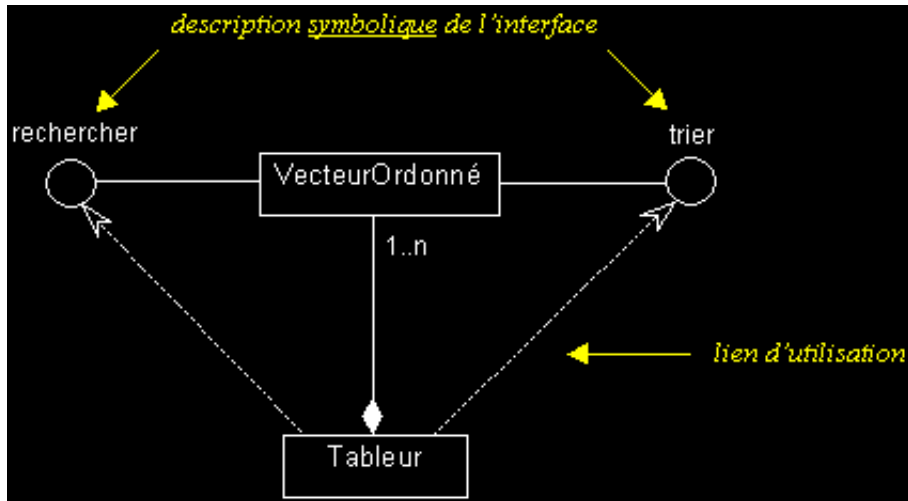 description symbolique de l'interface
rechercher
trier
VecteurOrdonné
1..n
lien d'utilisation
Tableur